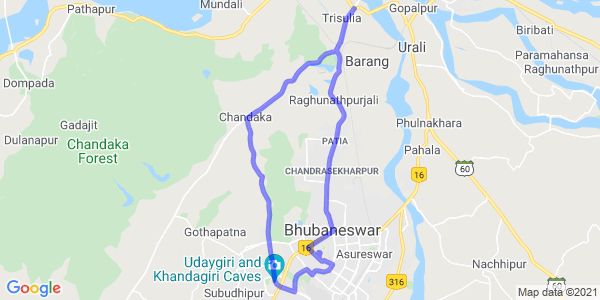 Pathapur
Trisulia
Gopalpur
Urali
Biribati
Barang
Paramahansa
Raghunathpur
Dompada
Raghunathpurjali
Chandaka
Gadajit
Phulnakhara
Dulanapur
Chandaka
Forest
PATIA
Pahala
60
CHANDRASEKHARPUR
16
Gothapatna
Bhubaneswar
16
Asureswar
Udaygiri and
Khandagiri Caves
Nachhipur
316
Subudhipur
60
Google
Map data ©2021